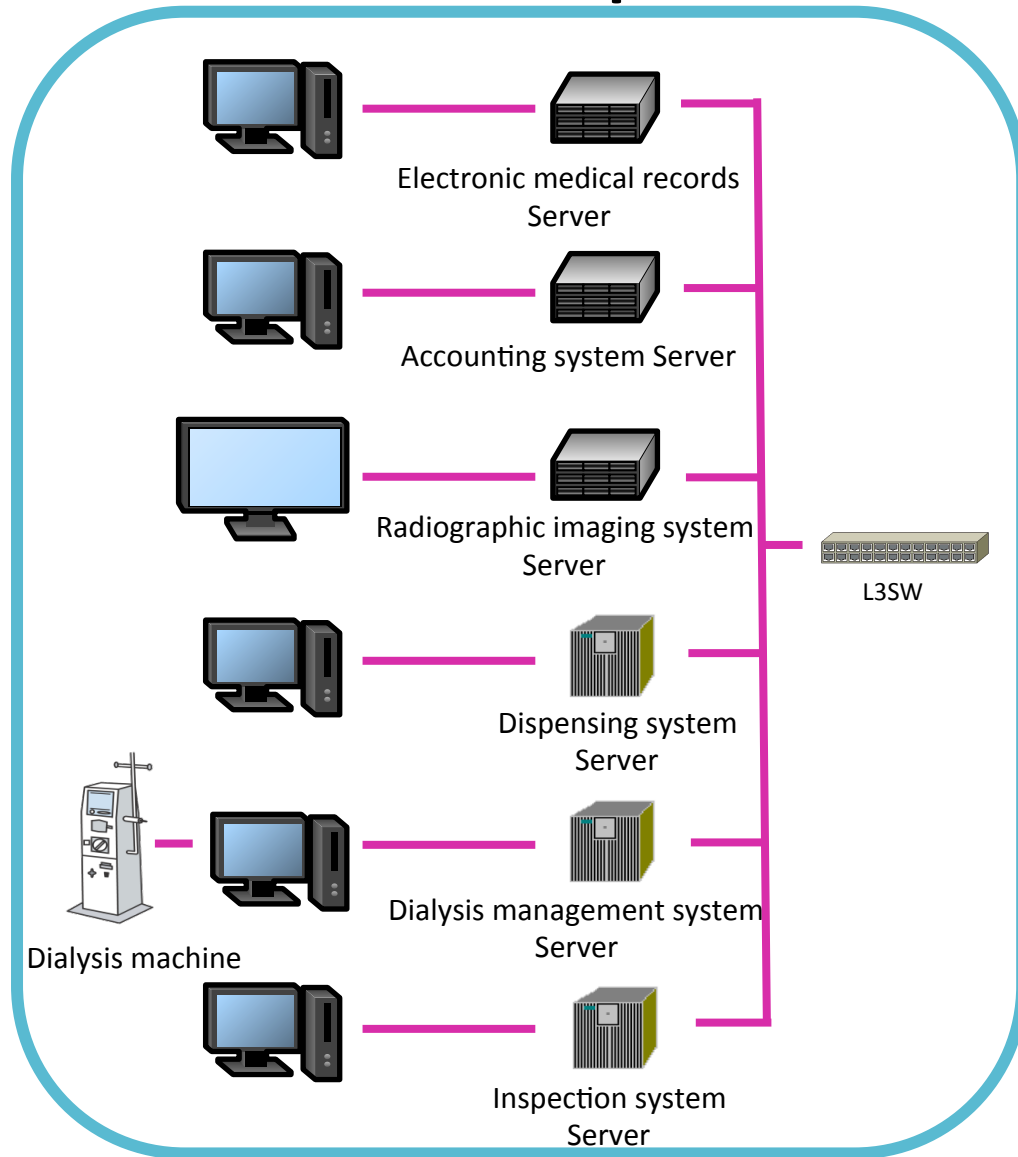 Electronic medical records
Server
Accounting system Server
Radiographic imaging system
Server
L3SW
Dispensing system
Server
Dialysis management system
Server
Dialysis machine
Inspection system
Server